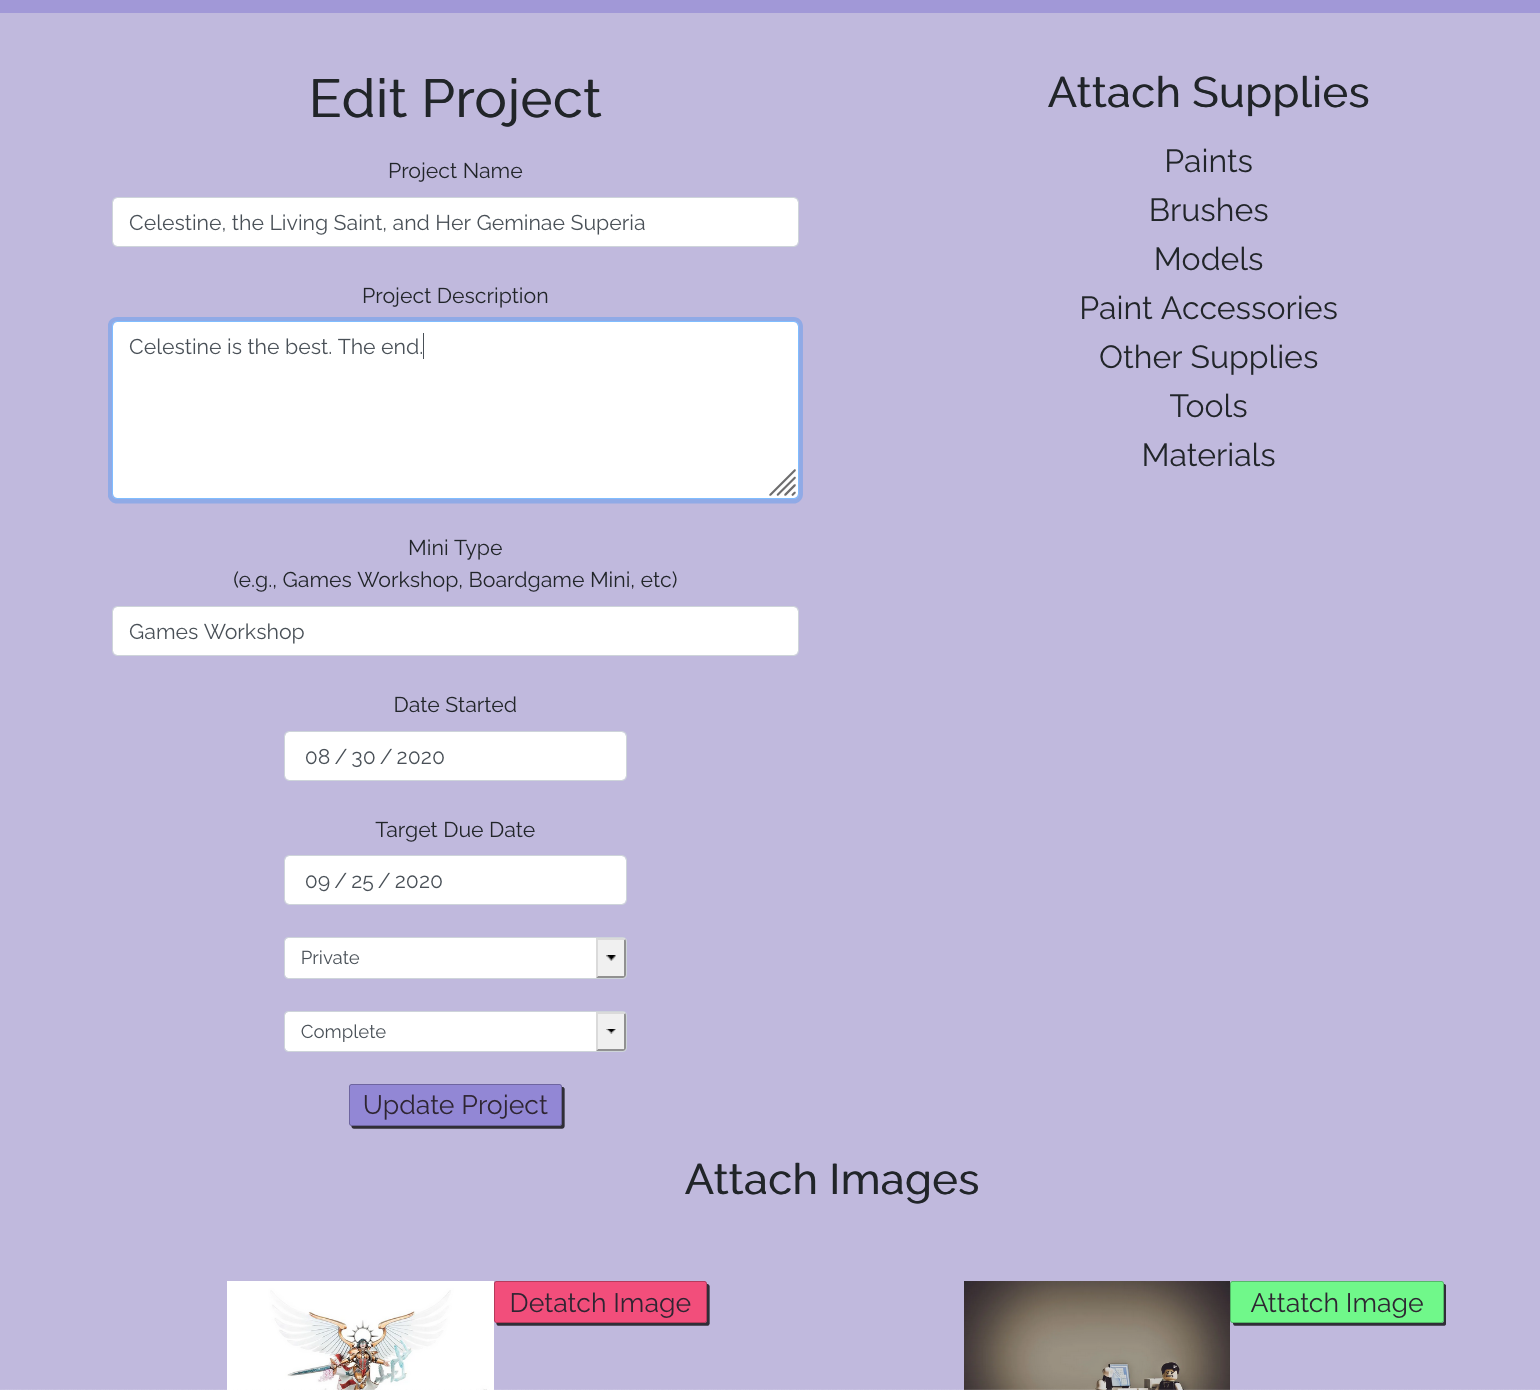 Edit Project
Project Name
Celestine, the Living Saint, and Her Geminae Superia
Project Description
Celestine is the best. The end.
Mini Type
(e.g., Games Workshop, Boardgame Mini, etc)
Games Workshop
Date Started
08 / 30 / 2020
Target Due Date
09 / 25 / 2020
Private
Complete
Update Project
Attach Supplies
Paints
Brushes
Models
Paint Accessories
Other Supplies
Tools
Materials
Attach Images
Detatch Image
Attatch Image